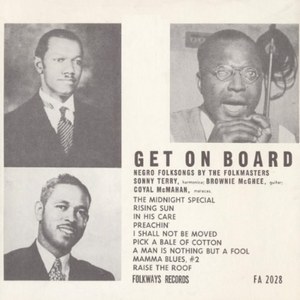 GET ON BOARD
NEGRO FOLKSONGS BY THE FOLKMASTERS
SONNY TERRY, harmonica; BROWNIE McGHEE, guitar;
COYAL McMAHAN, maracas.
THE MIDNIGHT SPECIAL
RISING SUN
IN HIS CARE
PREACHIN'
I SHALL NOT BE MOVED
PICK A BALE OF COTTON
A MAN IS NOTHING BUT A FOOL
MAMMA BLUES, #2
RAISE THE ROOF
FOLKWAYS RECORDS FA 2028